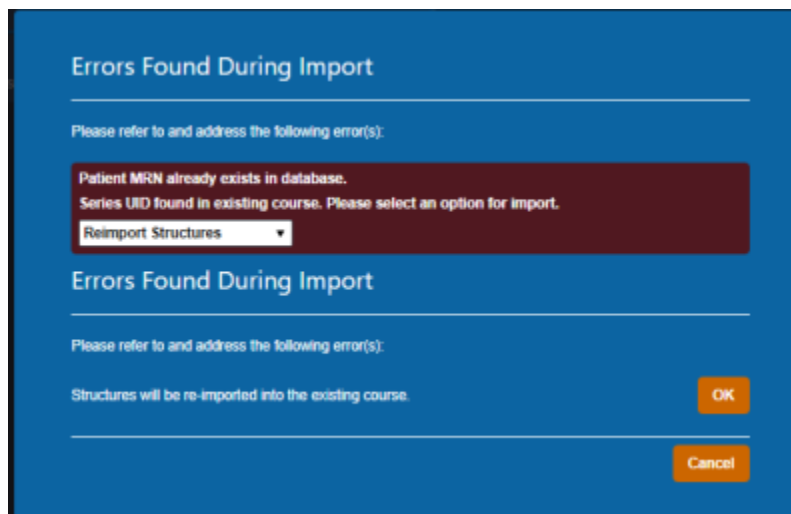 Errors Found During Import
Please refer to and address the following error(s):
Patient MRN already exists in database.
Series UID found in existing course. Please select an option for import.
Reimport Structures
Errors Found During Import
Please refer to and address the following error(s):
Structures will be re-imported into the existing course.
OK
Cancel